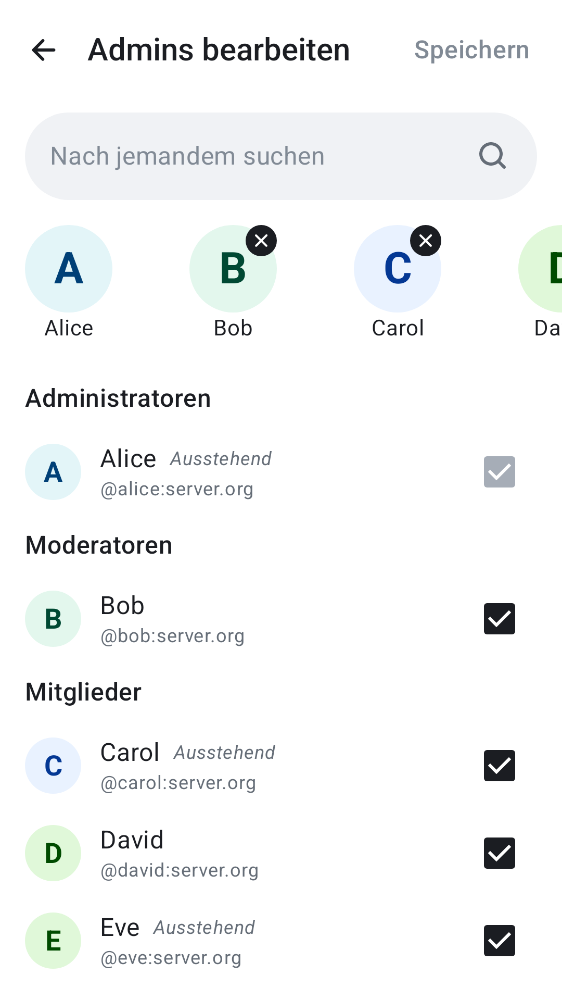 Admins bearbeiten
Speichern
Nach jemandem suchen
A
B
C
Alice
Bob
Carol
Da
Administratoren
A
Alice Ausstehend
@alice:server.org
Moderatoren
B
Bob
@bob:server.org
Mitglieder
C
Carol Ausstehend
@carol:server.org
D
David
@david:server.org
E
Eve Ausstehend
@eve:server.org